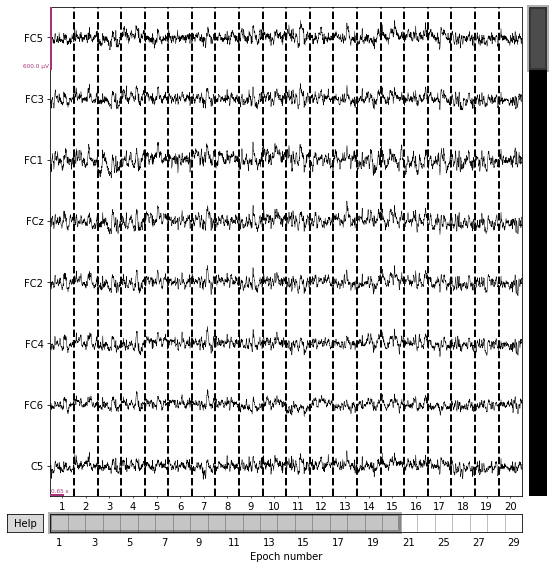 FC5
600.0 µV
FC3
FC1
FCz
FC2
FC4
FC6
C5
0.65 s
1 2 3 4 5 6 7 8 9 10 11 12 13 14 15 16 17 18 19 20
Help
1 3 5 7 9 11 13 15 17 19 21 25 27 29
Epoch number